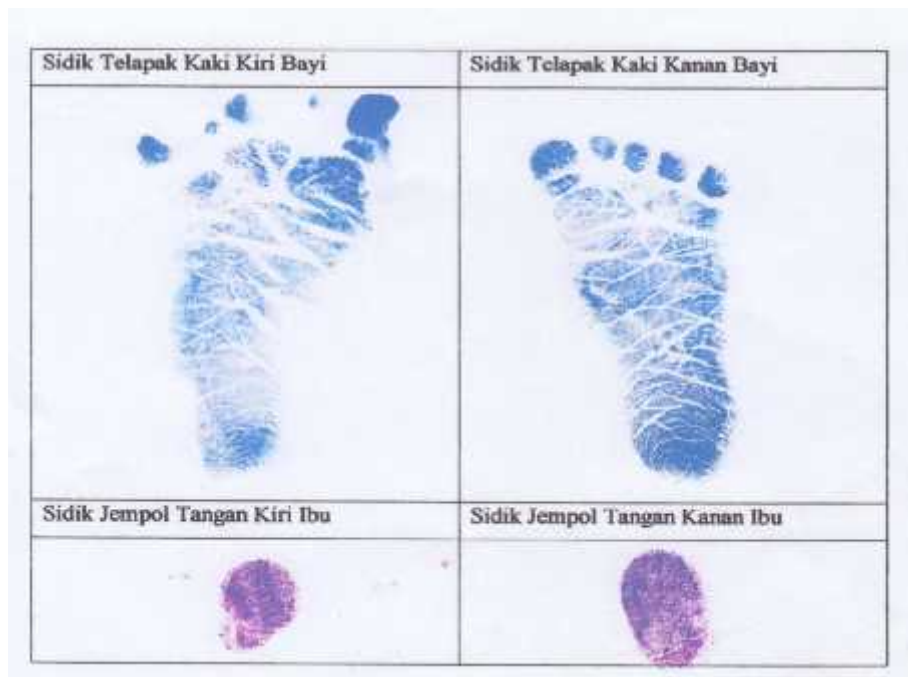 Sidik Telapak Kaki Kiri Bayi
Sidik Telapak Kaki Kanan Bayi
Sidik Jempol Tangan Kiri Ibu
Sidik Jempol Tangan Kanan Ibu